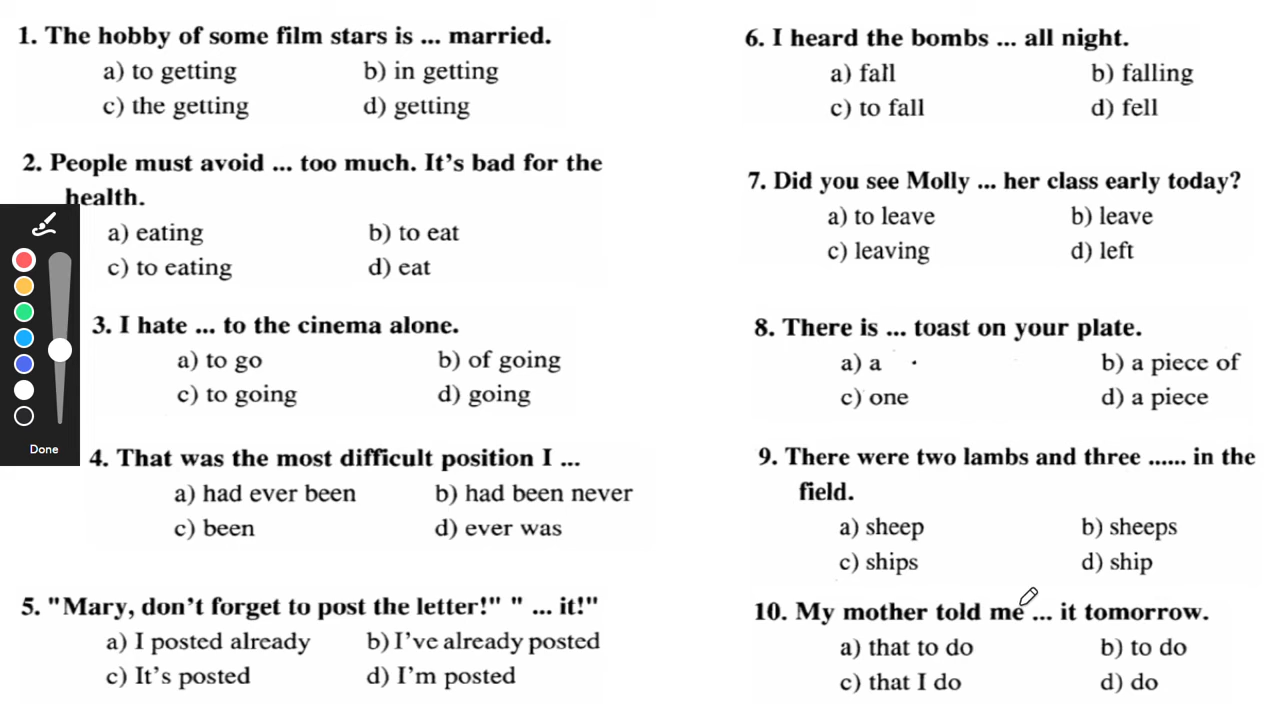 1. The hobby of some film stars is ... married.
a) to getting b) in getting
c) the getting d) getting
2. People must avoid ... too much. It's bad for the
health.
a) eating b) to eat
c) to eating d) eat
3. I hate ... to the cinema alone.
a) to go b) of going
c) to going d) going
4. That was the most difficult position I ...
a) had ever been b) had been never
c) been d) ever was
5. "Mary, don't forget to post the letter!" " ... it!"
a) I posted already b) I've already posted
c) It's posted d) I'm posted
Done
6. I heard the bombs ... all night.
a) fall b) falling
c) to fall d) fell
7. Did you see Molly ... her class early today?
a) to leave b) leave
c) leaving d) left
8. There is ... toast on your plate.
a) a b) a piece of
c) one d) a piece
9. There were two lambs and three ...... in the
field.
a) sheep b) sheeps
c) ships d) ship
10. My mother told me ... it tomorrow.
a) that to do b) to do
c) that I do d) do